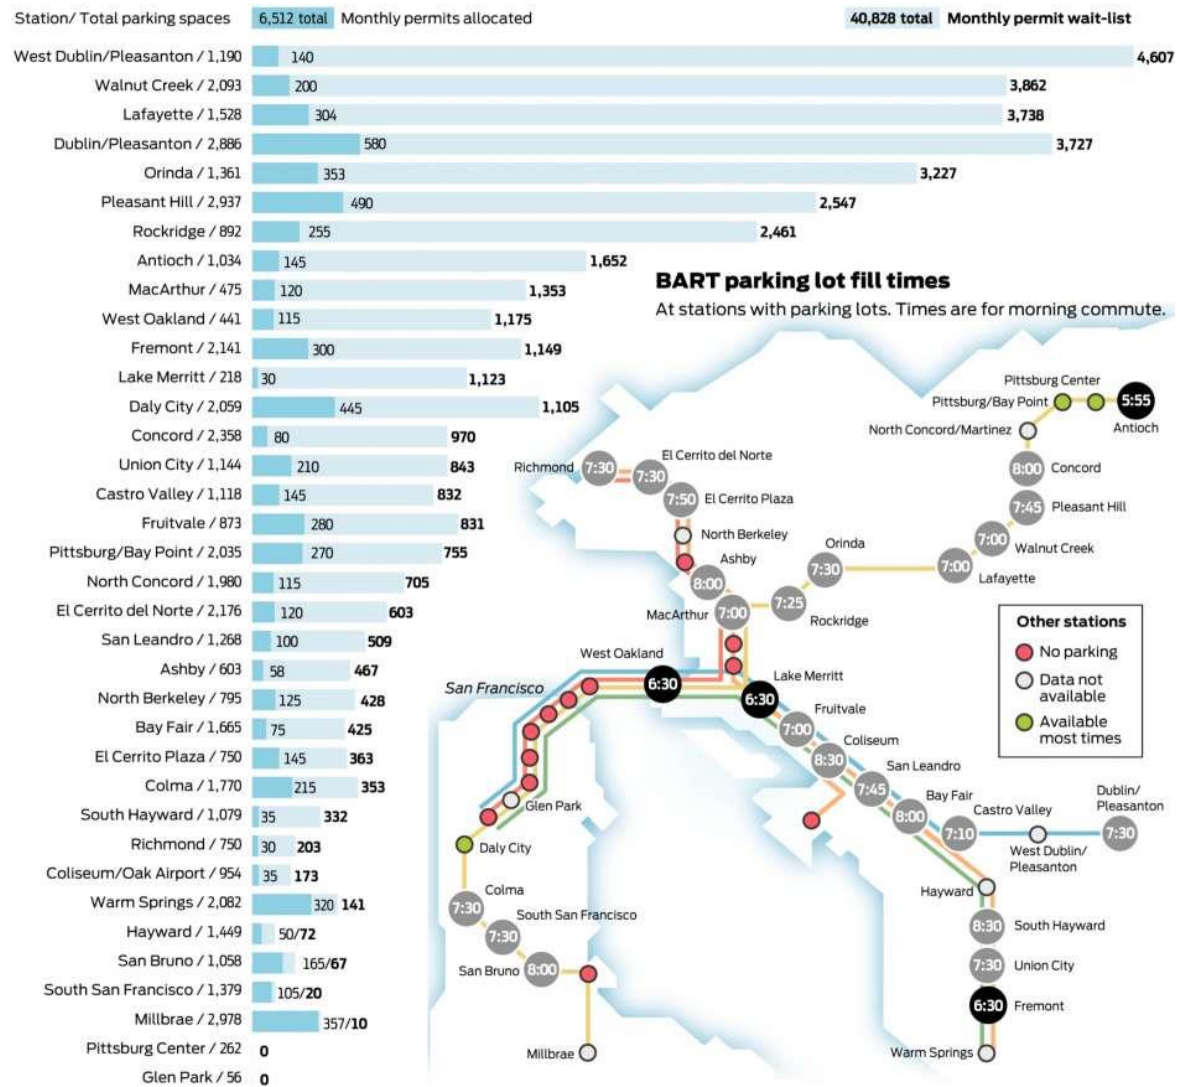 Station/ Total parking spaces 6,512 total Monthly permits allocated 40,828 total Monthly permit wait-list
West Dublin/Pleasanton / 1,190 140 4,607
Walnut Creek / 2,093 200 3,862
Lafayette / 1,528 304 3,738
Dublin/Pleasanton / 2,886 580 3,727
Orinda / 1,361 353 3,227
Pleasant Hill / 2,937 490 2,547
Rockridge / 892 255 2,461
Antioch / 1,034 145 1,652
MacArthur / 475 120 1,353
West Oakland / 441 115 1,175
Fremont / 2,141 300 1,149
Lake Merritt / 218 30 1,123
Daly City / 2,059 445 1,105
Concord / 2,358 80 970
Union City / 1,144 210 843
Castro Valley / 1,118 145 832
Fruitvale / 873 280 831
Pittsburg/Bay Point / 2,035 270 755
North Concord / 1,980 115 705
El Cerrito del Norte / 2,176 120 603
San Leandro / 1,268 100 509
Ashby / 603 58 467
North Berkeley / 795 125 428
Bay Fair / 1,665 75 425
El Cerrito Plaza / 750 145 363
Colma / 1,770 215 353
South Hayward / 1,079 35 332
Richmond / 750 30 203
Coliseum/Oak Airport / 954 35 173
Warm Springs / 2,082 320 141
Hayward / 1,449 50/72
San Bruno / 1,058 165/67
South San Francisco / 1,379 105/20
Millbrae / 2,978 357/10
Pittsburg Center / 262 0
Glen Park / 56 0
BART parking lot fill times
At stations with parking lots. Times are for morning commute.
Pittsburg Center
Pittsburg/Bay Point
5:55
Antioch
North Concord/Martinez
8:00 Concord
7:45 Pleasant Hill
7:00 Walnut Creek
7:00 Lafayette
Orinda
7:30
7:25
Rockridge
Richmond 7:30
El Cerrito del Norte
7:30
7:50 El Cerrito Plaza
North Berkeley
Ashby
8:00
MacArthur 7:00
West Oakland
6:30
Lake Merritt
6:30
San Francisco
Fruitvale
7:00
Coliseum
8:30
San Leandro
7:45
Bay Fair
8:00
Castro Valley
7:10
West Dublin/
Pleasanton
Dublin/
Pleasanton
7:30
Hayward
8:30 South Hayward
7:30 Union City
6:30 Fremont
Warm Springs
Glen Park
Daly City
Colma
7:30
South San Francisco
7:30
San Bruno 8:00
Millbrae
Other stations
No parking
Data not
available
Available
most times